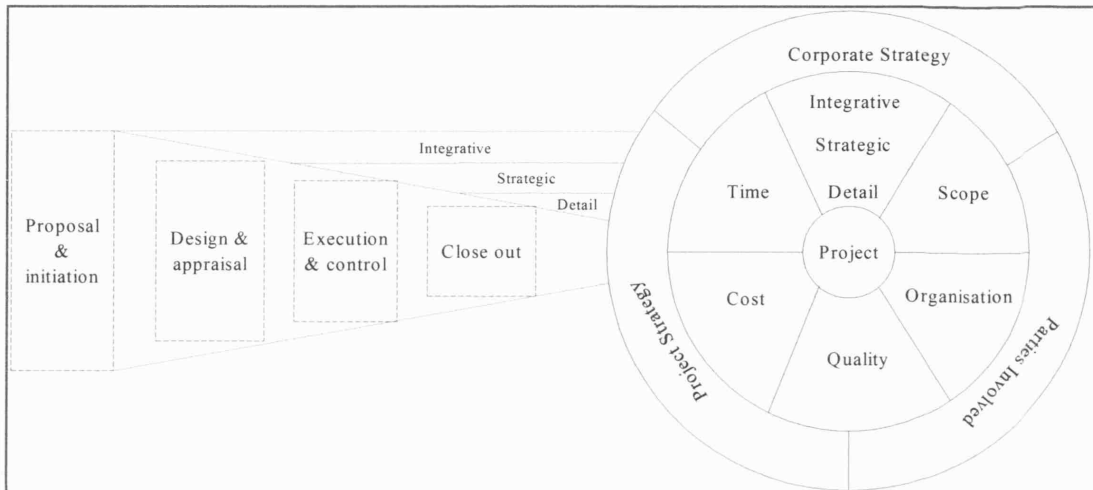 Proposal
&
initiation
Design &
appraisal
Execution
& control
Close out
Integrative
Strategic
Detail
Corporate Strategy
Integrative
Strategic
Detail
Time
Scope
Project
Cost
Organisation
Quality
Project Strategy
Parties Involved